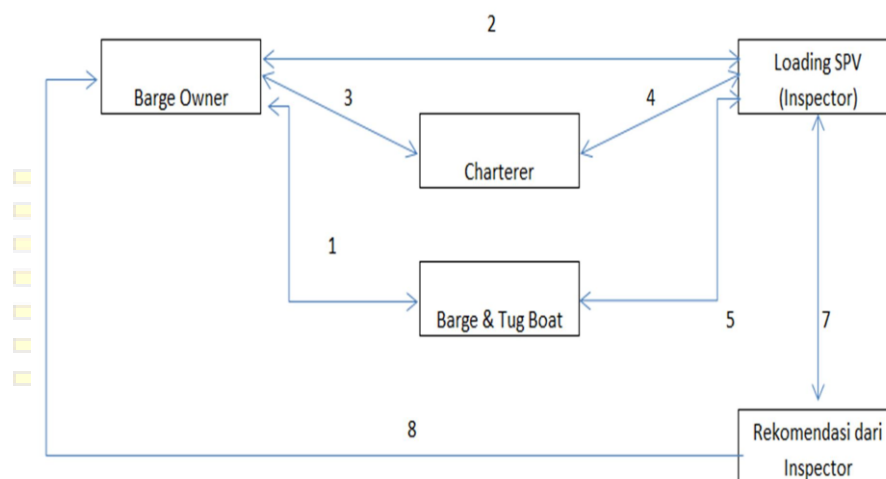 2
Barge Owner
Loading SPV
(Inspector)
3
4
Charterer
1
Barge & Tug Boat
5
7
8
Rekomendasi dari
Inspector